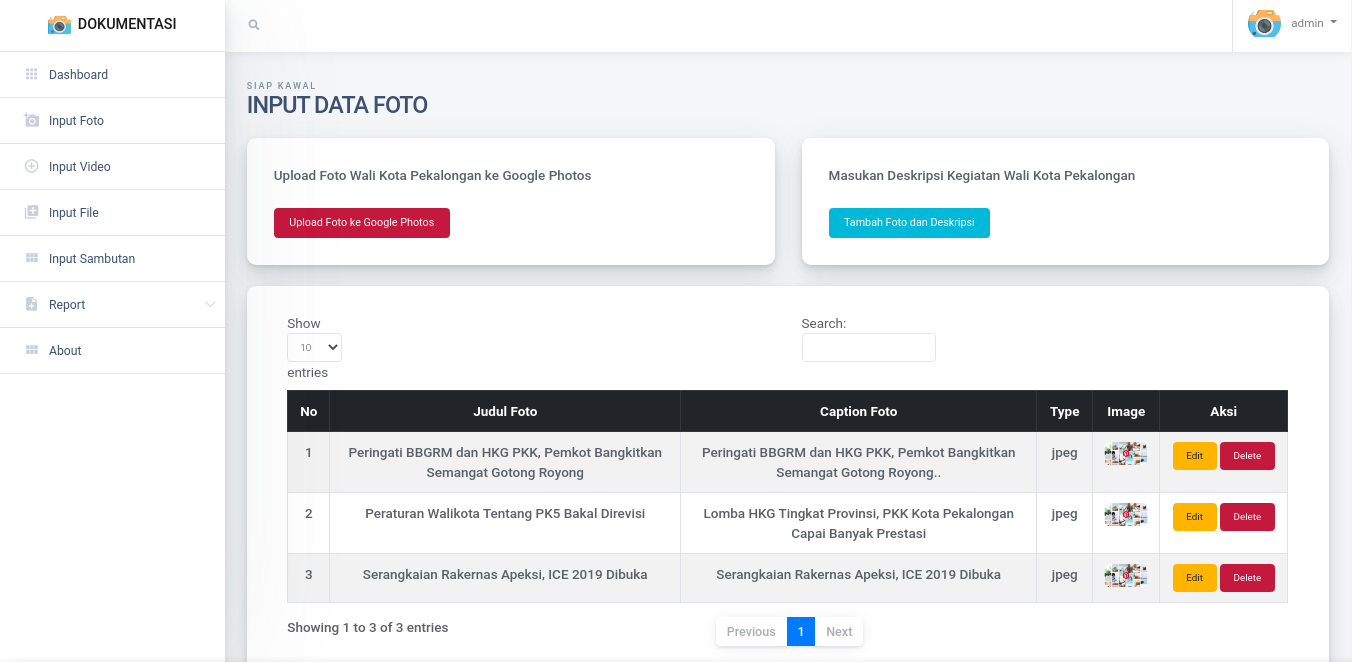 DOKUMENTASI
admin
Dashboard
Input Foto
Input Video
Input File
Input Sambutan
Report
About
SIAP KAWAL
INPUT DATA FOTO
Upload Foto Wali Kota Pekalongan ke Google Photos
Upload Foto ke Google Photos
Masukan Deskripsi Kegiatan Wali Kota Pekalongan
Tambah Foto dan Deskripsi
Show
10
entries
Search:
No Judul Foto Caption Foto Type Image Aksi
1 Peringati BBGRM dan HKG PKK, Pemkot Bangkitkan Peringati BBGRM dan HKG PKK, Pemkot Bangkitkan jpeg Edit Delete
Semangat Gotong Royong Semangat Gotong Royong..
2 Peraturan Walikota Tentang PK5 Bakal Direvisi Lomba HKG Tingkat Provinsi, PKK Kota Pekalongan jpeg Edit Delete
Capai Banyak Prestasi
3 Serangkaian Rakernas Apeksi, ICE 2019 Dibuka Serangkaian Rakernas Apeksi, ICE 2019 Dibuka jpeg Edit Delete
Showing 1 to 3 of 3 entries
Previous 1 Next